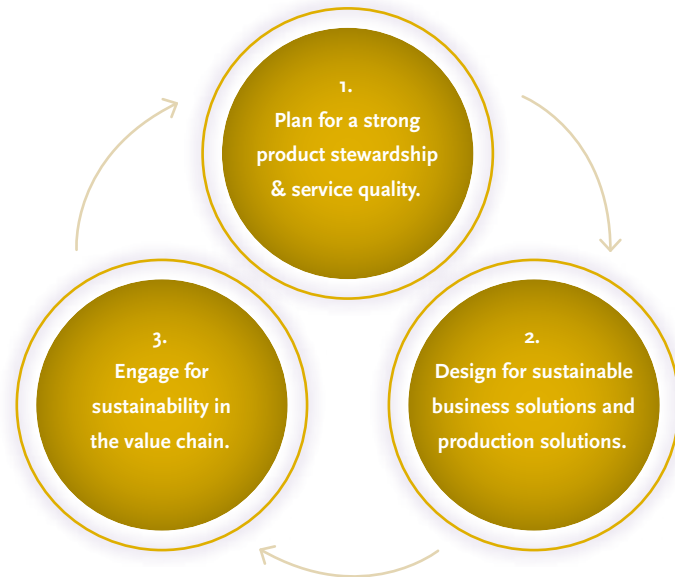 1.
Plan for a strong
product stewardship
& service quality.
2.
Design for sustainable
business solutions and
production solutions.
3.
Engage for
sustainability in
the value chain.